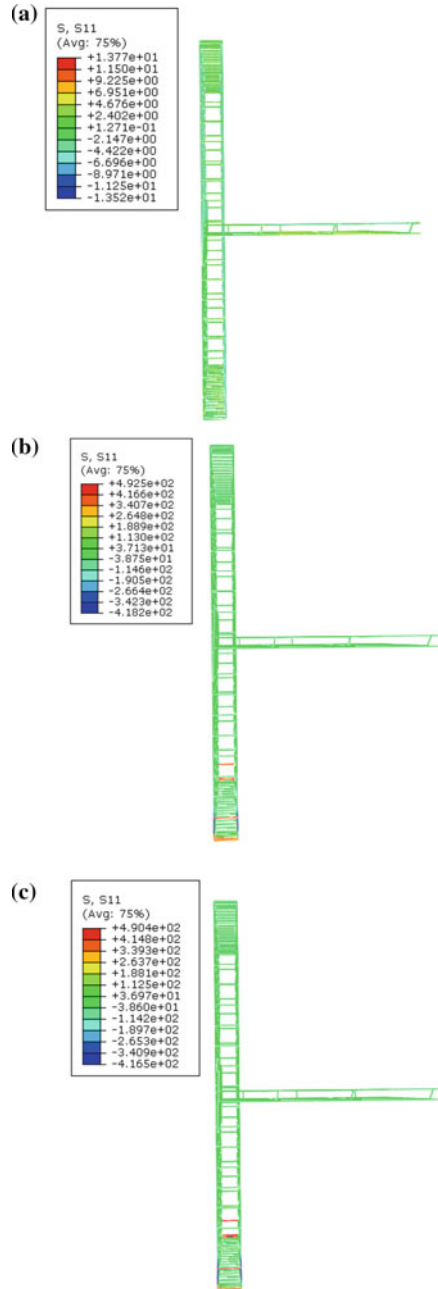 (a)
S, S11
(Avg: 75%)
+1.377e+01
+1.150e+01
+9.225e+00
+6.951e+00
+4.676e+00
+2.402e+00
+1.271e-01
-2.147e+00
-4.422e+00
-6.696e+00
-8.971e+00
-1.125e+01
-1.352e+01
(b)
S, S11
(Avg: 75%)
+4.925e+02
+4.166e+02
+3.407e+02
+2.648e+02
+1.889e+02
+1.130e+02
+3.713e+01
-3.875e+01
-1.146e+02
-1.905e+02
-2.664e+02
-3.423e+02
-4.182e+02
(c)
S, S11
(Avg: 75%)
+4.904e+02
+4.148e+02
+3.393e+02
+2.637e+02
+1.881e+02
+1.125e+02
+3.697e+01
-3.860e+01
-1.142e+02
-1.897e+02
-2.653e+02
-3.409e+02
-4.165e+02